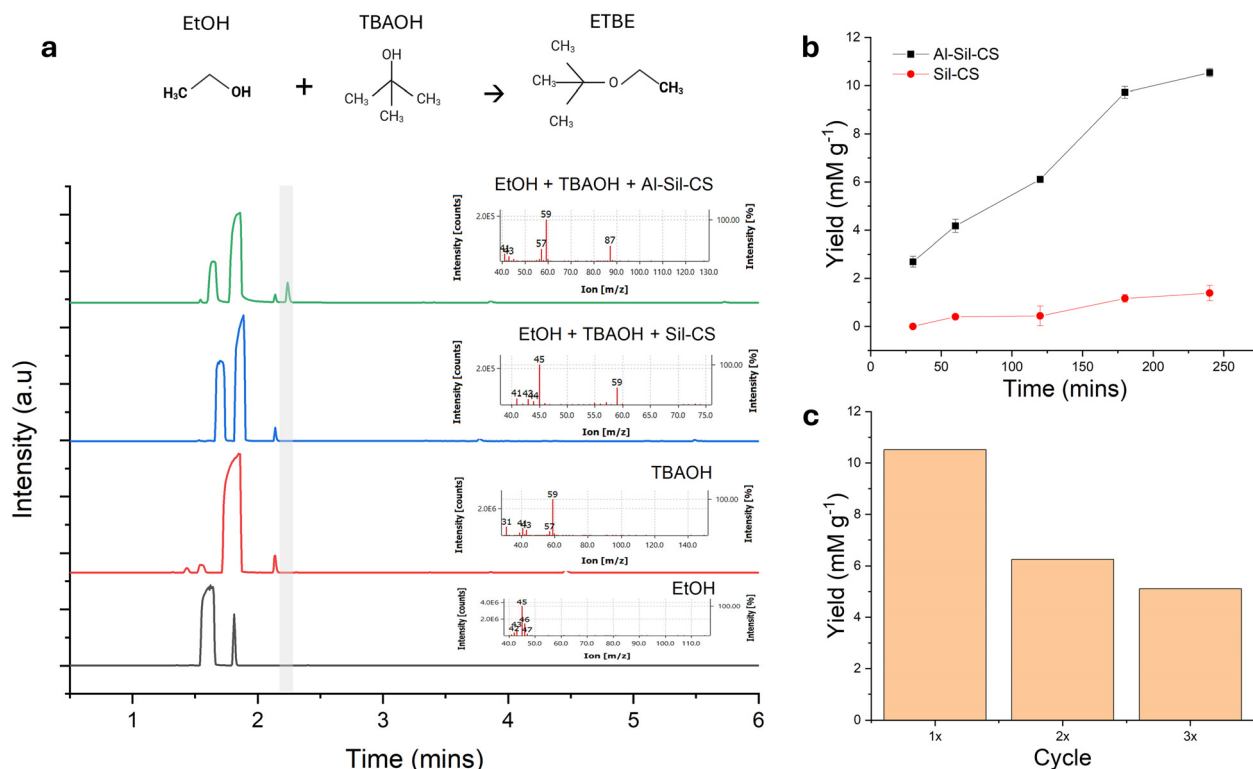 a
EtOH
TBAOH
ETBE
H₃C
OH
+
OH
CH₃
CH₃
CH₃
→
CH₃
CH₃
O
CH₃
CH₃
EtOH + TBAOH + Al-Sil-CS
Intensity [counts]
2.0E5
41
43
57
59
87
100.00
Intensity [%]
40.0 50.0 60.0 70.0 80.0 90.0 100.0 110.0 120.0 130.0
Ion [m/z]
EtOH + TBAOH + Sil-CS
Intensity [counts]
2.0E5
41
43
44
45
59
100.00
Intensity [%]
40.0 45.0 50.0 55.0 60.0 65.0 70.0 75.0
Ion [m/z]
TBAOH
Intensity [counts]
2.0E6
31
41
43
57
59
100.00
Intensity [%]
40.0 60.0 80.0 100.0 120.0 140.0
Ion [m/z]
EtOH
Intensity [counts]
4.0E6
2.0E6
43
45
46
47
100.00
Intensity [%]
40.0 50.0 60.0 70.0 80.0 90.0 100.0 110.0
Ion [m/z]
Intensity (a.u)
1 2 3 4 5 6
Time (mins)
b
Al-Sil-CS
Sil-CS
Yield (mM g⁻¹)
12
10
8
6
4
2
0
0 50 100 150 200 250
Time (mins)
c
Yield (mM g⁻¹)
12
10
8
6
4
2
0
1x 2x 3x
Cycle